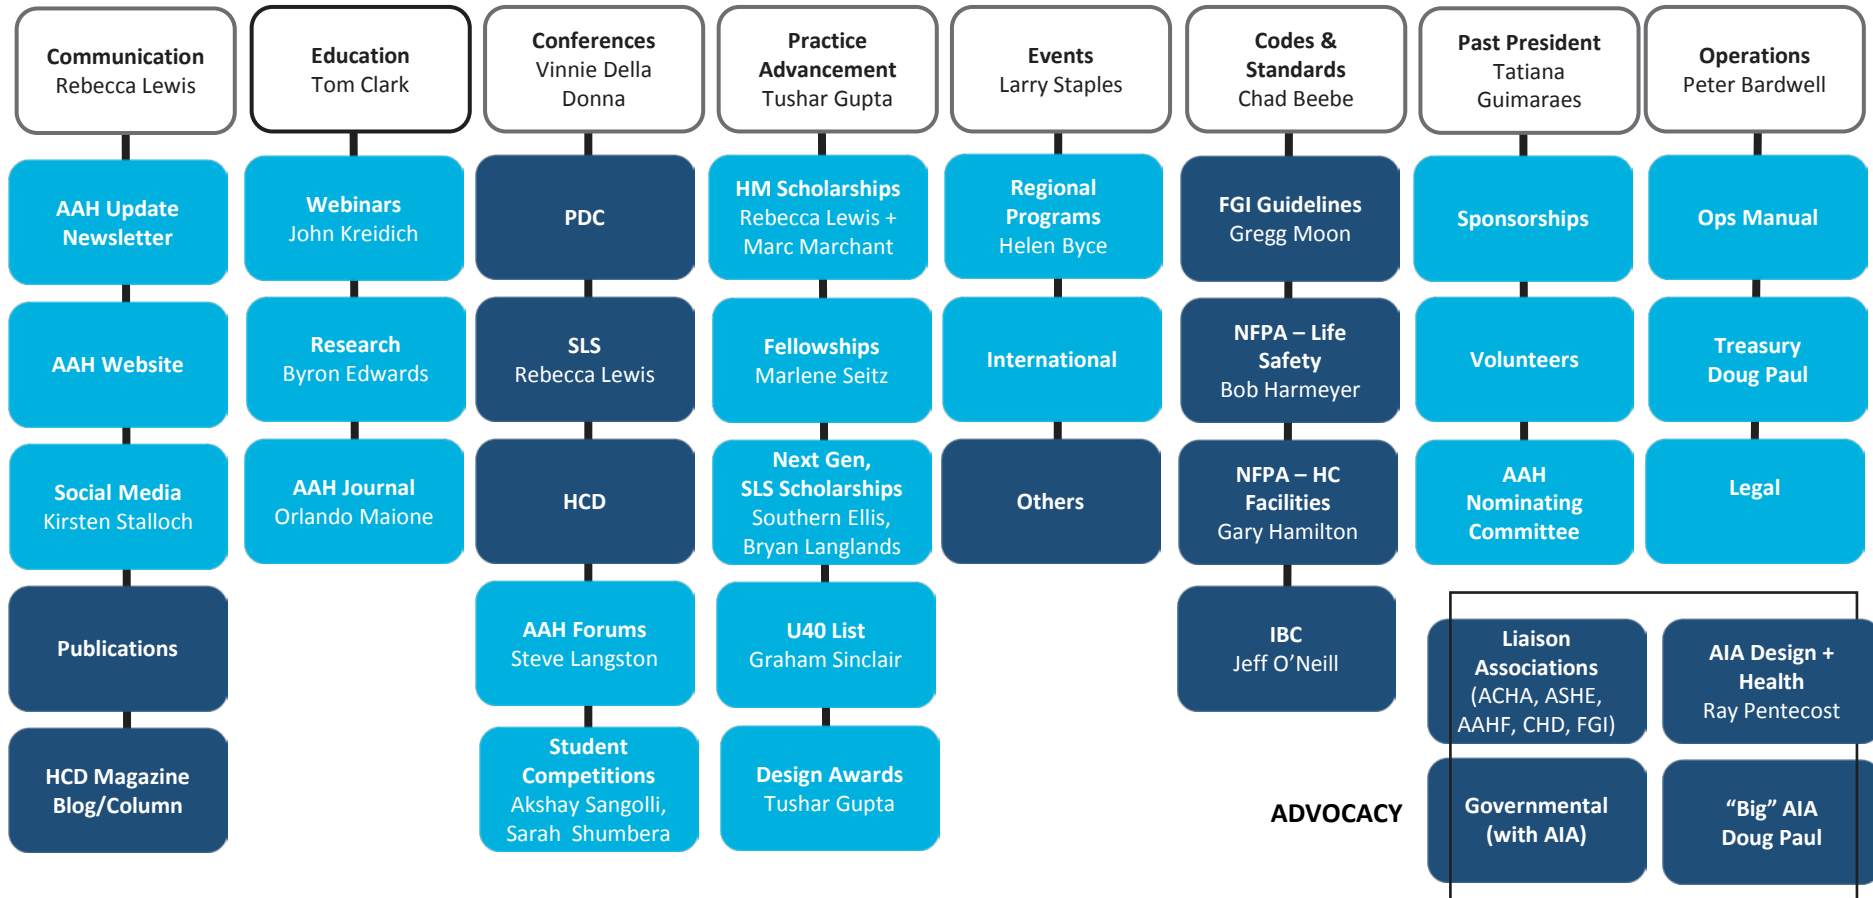 Communication
Rebecca Lewis
AAH Update
Newsletter
AAH Website
Social Media
Kirsten Stalloch
Publications
HCD Magazine
Blog/Column
Education
Tom Clark
Webinars
John Kreidich
Research
Byron Edwards
AAH Journal
Orlando Maione
Conferences
Vinnie Della
Donna
PDC
SLS
Rebecca Lewis
HCD
AAH Forums
Steve Langston
Student
Competitions
Akshay Sangolli,
Sarah Shumbera
Practice
Advancement
Tushar Gupta
HM Scholarships
Rebecca Lewis +
Marc Marchant
Fellowships
Marlene Seitz
Next Gen,
SLS Scholarships
Southern Ellis,
Bryan Langlands
U40 List
Graham Sinclair
Design Awards
Tushar Gupta
Events
Larry Staples
Regional
Programs
Helen Byce
International
Others
Codes &
Standards
Chad Beebe
FGI Guidelines
Gregg Moon
NFPA – Life
Safety
Bob Harmeyer
NFPA – HC
Facilities
Gary Hamilton
IBC
Jeff O’Neill
Past President
Tatiana
Guimaraes
Sponsorships
Volunteers
AAH
Nominating
Committee
Operations
Peter Bardwell
Ops Manual
Treasury
Doug Paul
Legal
ADVOCACY
Liaison
Associations
(ACHA, ASHE,
AAHF, CHD, FGI)
AIA Design +
Health
Ray Pentecost
Governmental
(with AIA)
“Big” AIA
Doug Paul